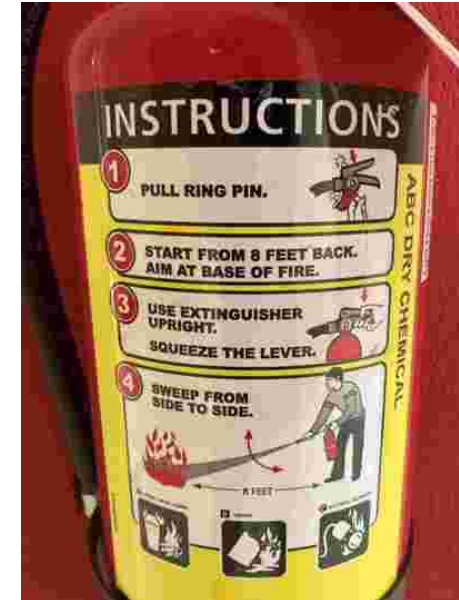 INSTRUCTIONS
1
PULL RING PIN.
2
START FROM 8 FEET BACK.
AIM AT BASE OF FIRE.
3
USE EXTINGUISHER
UPRIGHT.
SQUEEZE THE LEVER.
4
SWEEP FROM
SIDE TO SIDE.
8 FEET
ABC DRY CHEMICAL